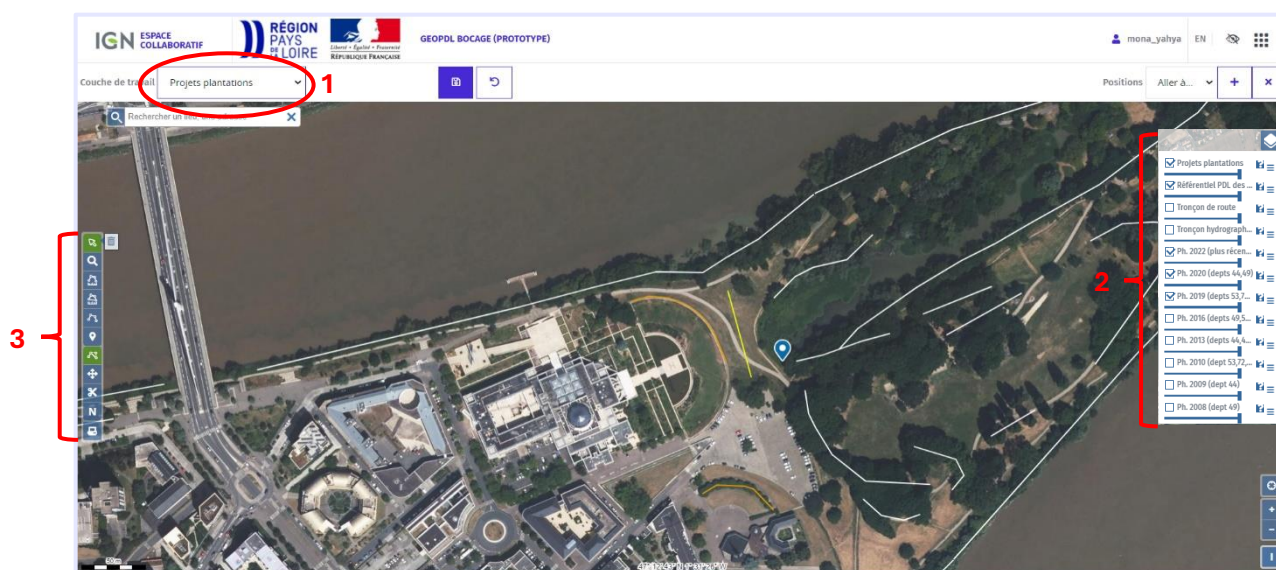 IGN ESPACE COLLABORATIF
RÉGION PAYS DE LA LOIRE
Liberté • Égalité • Fraternité
RÉPUBLIQUE FRANÇAISE
GEOPDL BOCAGE (PROTOTYPE)
mona_yahya
EN
Couche de travail
Projets plantations
1
Positions
Aller à...
+
×
Rechercher un lieu, une adresse...
2
Projets plantations
Référentiel PDL des ...
Tronçon de route
Tronçon hydrograph...
Ph. 2022 (plus récen...
Ph. 2020 (depts 44,49)
Ph. 2019 (depts 53,7...
Ph. 2016 (depts 49,5...
Ph. 2013 (depts 44,4...
Ph. 2010 (dept 53,72,...
Ph. 2009 (dept 44)
Ph. 2008 (dept 49)
3
N
50 m
+
−